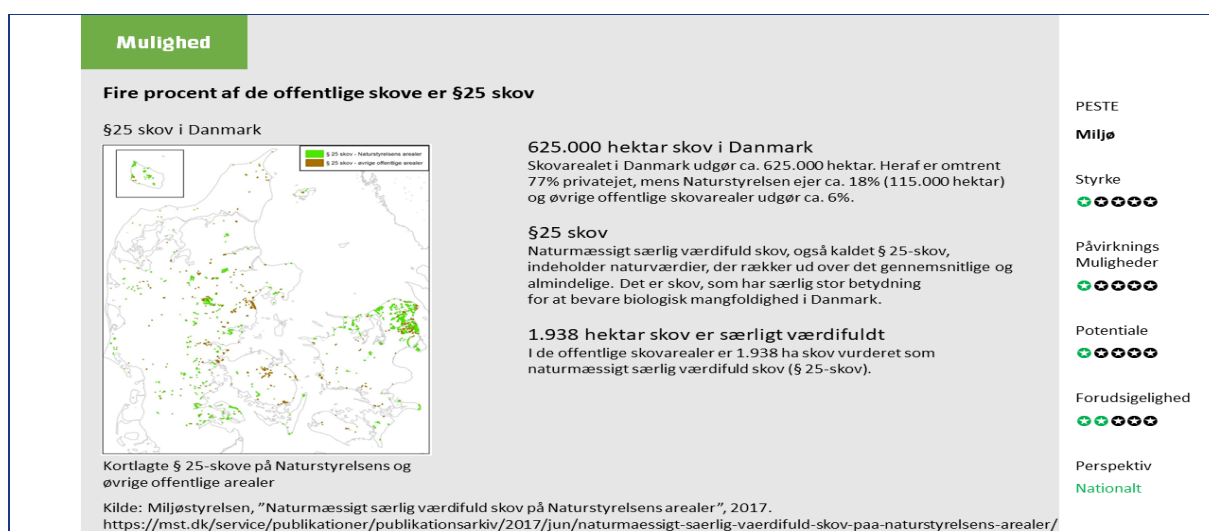 Mulighed
Fire procent af de offentlige skove er §25 skov
§25 skov i Danmark
§ 25 skov - Naturstyrelsens arealer
§ 25 skov - øvrige offentlige arealer
Kortlagte § 25-skove på Naturstyrelsens og
øvrige offentlige arealer
625.000 hektar skov i Danmark
Skovarealet i Danmark udgør ca. 625.000 hektar. Heraf er omtrent
77% privatejet, mens Naturstyrelsen ejer ca. 18% (115.000 hektar)
og øvrige offentlige skovarealer udgør ca. 6%.
§25 skov
Naturmæssigt særlig værdifuld skov, også kaldet § 25-skov,
indeholder naturværdier, der rækker ud over det gennemsnitlige og
almindelige. Det er skov, som har særlig stor betydning
for at bevare biologisk mangfoldighed i Danmark.
1.938 hektar skov er særligt værdifuldt
I de offentlige skovarealer er 1.938 ha skov vurderet som
naturmæssigt særlig værdifuld skov (§ 25-skov).
Kilde: Miljøstyrelsen, ”Naturmæssigt særlig værdifuld skov på Naturstyrelsens arealer”, 2017.
https://mst.dk/service/publikationer/publikationsarkiv/2017/jun/naturmaessigt-saerlig-vaerdifuld-skov-paa-naturstyrelsens-arealer/
PESTE
Miljø
Styrke
Påvirknings
Muligheder
Potentiale
Forudsigelighed
Perspektiv
Nationalt